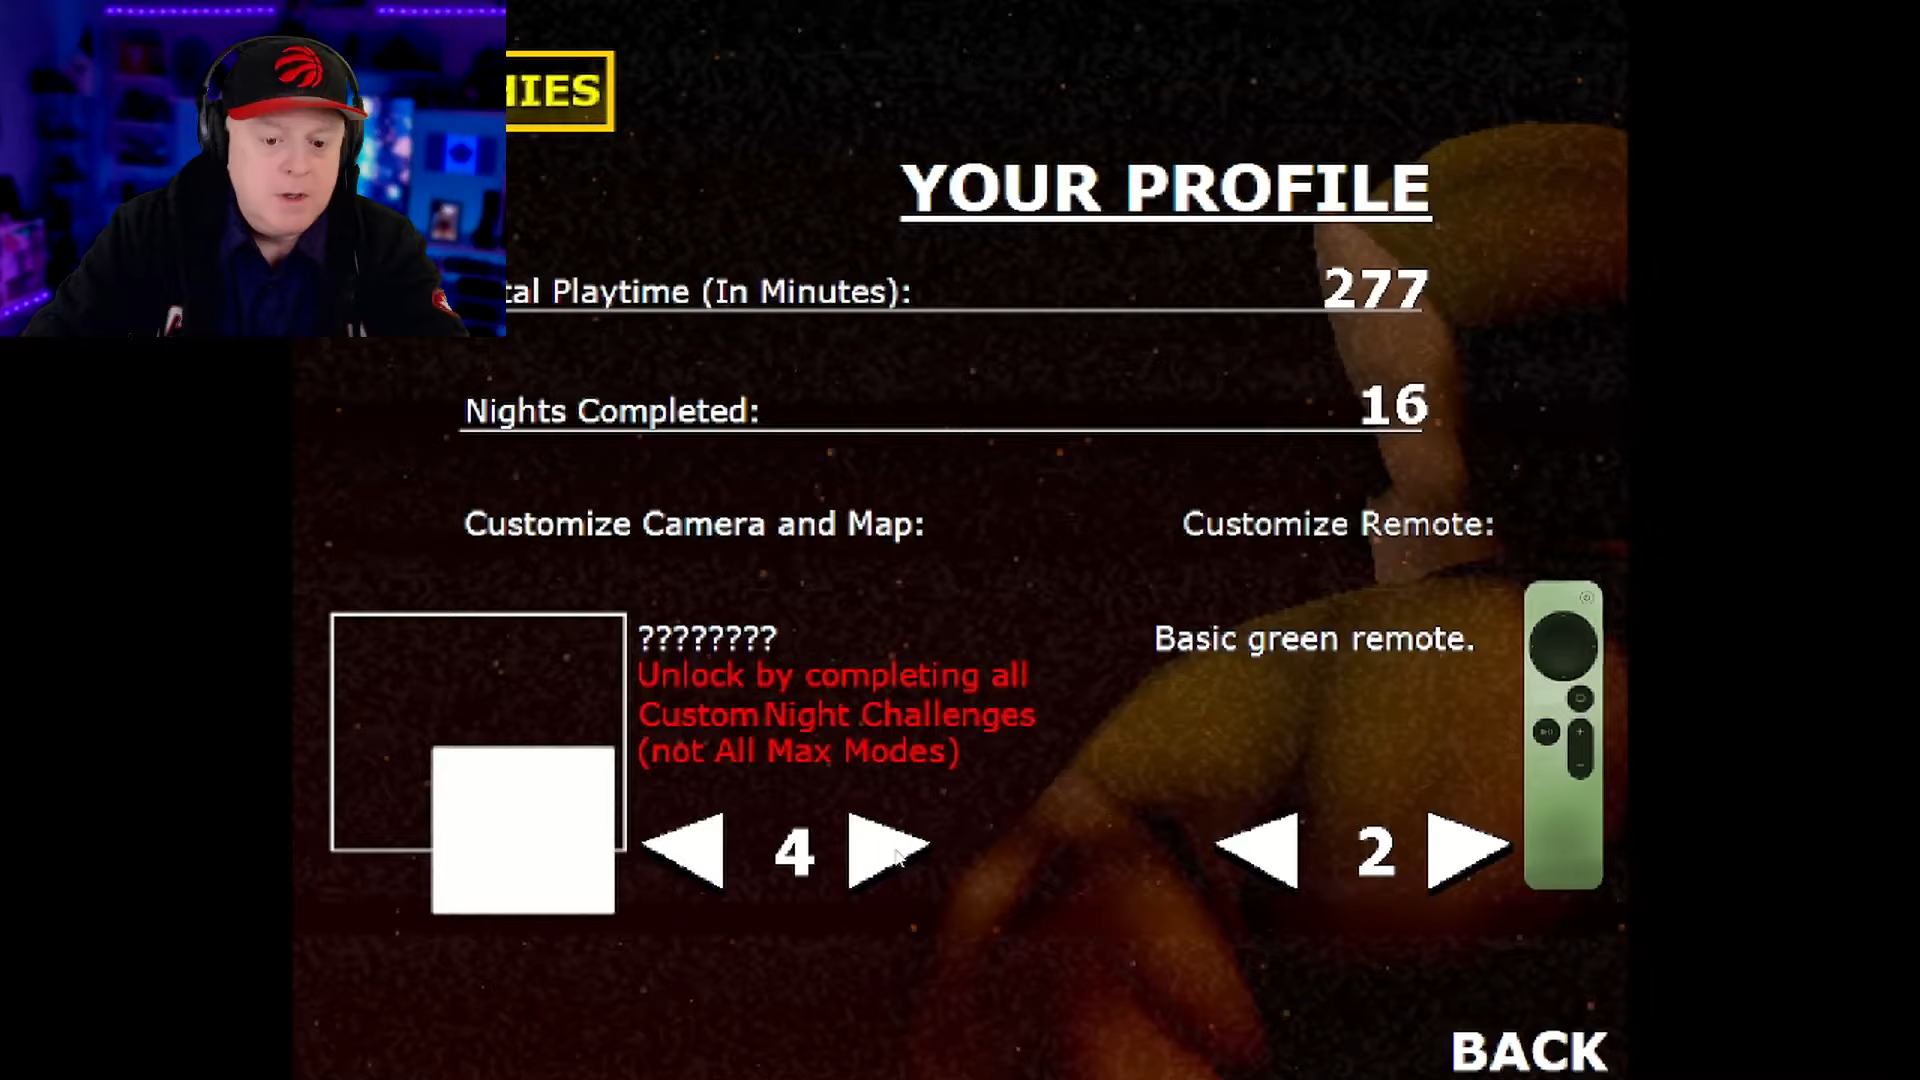 HIES
YOUR PROFILE
tal Playtime (In Minutes): 277
Nights Completed: 16
Customize Camera and Map: Customize Remote:
???????? Basic green remote.
Unlock by completing all
Custom Night Challenges
(not All Max Modes)
4 2
BACK